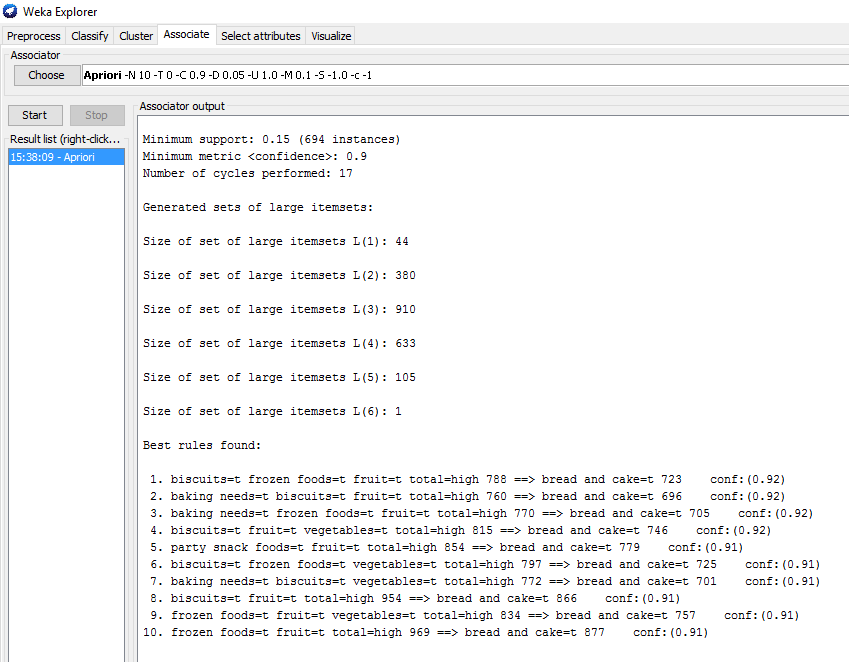 Weka Explorer
Preprocess Classify Cluster Associate Select attributes Visualize
Associator
Choose Apriori -N 10 -T 0 -C 0.9 -D 0.05 -U 1.0 -M 0.1 -S -1.0 -c -1
Start Stop
Associator output
Result list (right-click...
15:38:09 - Apriori
Minimum support: 0.15 (694 instances)
Minimum metric <confidence>: 0.9
Number of cycles performed: 17
Generated sets of large itemsets:
Size of set of large itemsets L(1): 44
Size of set of large itemsets L(2): 380
Size of set of large itemsets L(3): 910
Size of set of large itemsets L(4): 633
Size of set of large itemsets L(5): 105
Size of set of large itemsets L(6): 1
Best rules found:
1. biscuits=t frozen foods=t fruit=t total=high 788 ==> bread and cake=t 723 conf:(0.92)
2. baking needs=t biscuits=t fruit=t total=high 760 ==> bread and cake=t 696 conf:(0.92)
3. baking needs=t frozen foods=t fruit=t total=high 770 ==> bread and cake=t 705 conf:(0.92)
4. biscuits=t fruit=t vegetables=t total=high 815 ==> bread and cake=t 746 conf:(0.92)
5. party snack foods=t fruit=t total=high 854 ==> bread and cake=t 779 conf:(0.91)
6. biscuits=t frozen foods=t vegetables=t total=high 797 ==> bread and cake=t 725 conf:(0.91)
7. baking needs=t biscuits=t vegetables=t total=high 772 ==> bread and cake=t 701 conf:(0.91)
8. biscuits=t fruit=t total=high 954 ==> bread and cake=t 866 conf:(0.91)
9. frozen foods=t fruit=t vegetables=t total=high 834 ==> bread and cake=t 757 conf:(0.91)
10. frozen foods=t fruit=t total=high 969 ==> bread and cake=t 877 conf:(0.91)